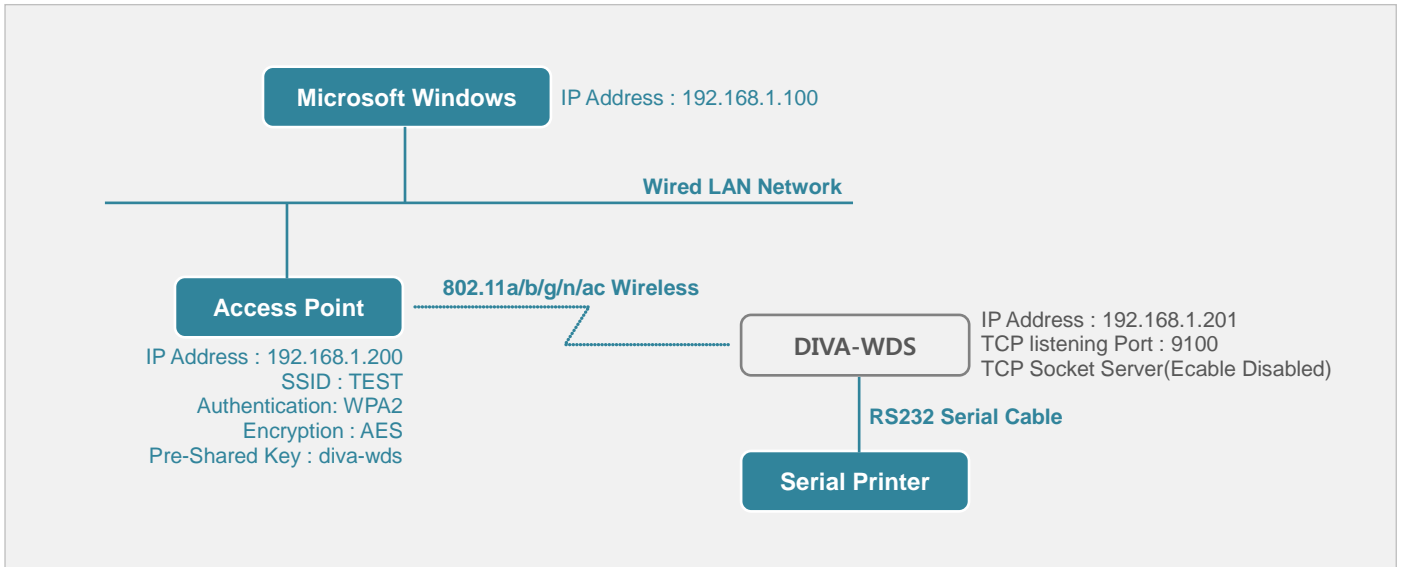 Microsoft Windows
IP Address : 192.168.1.100
Wired LAN Network
802.11a/b/g/n/ac Wireless
Access Point
IP Address : 192.168.1.200
SSID : TEST
Authentication: WPA2
Encryption : AES
Pre-Shared Key : diva-wds
DIVA-WDS
IP Address : 192.168.1.201
TCP listening Port : 9100
TCP Socket Server(Ecable Disabled)
RS232 Serial Cable
Serial Printer